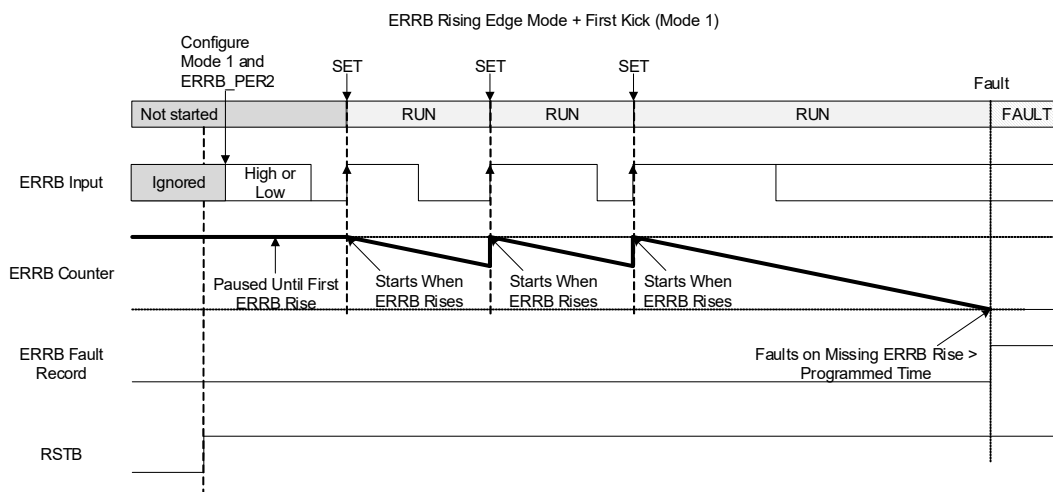 ERRB Rising Edge Mode + First Kick (Mode 1)
Configure
Mode 1 and
ERRB_PER2
SET
SET
SET
Fault
Not started
RUN
RUN
RUN
FAULT
ERRB Input
Ignored
High or
Low
ERRB Counter
Paused Until First
ERRB Rise
Starts When
ERRB Rises
Starts When
ERRB Rises
Starts When
ERRB Rises
ERRB Fault
Record
Faults on Missing ERRB Rise >
Programmed Time
RSTB